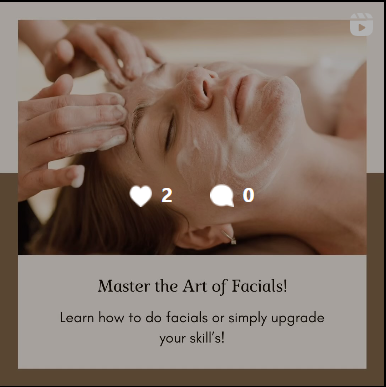 2 0
Master the Art of Facials!
Learn how to do facials or simply upgrade
your skill's!